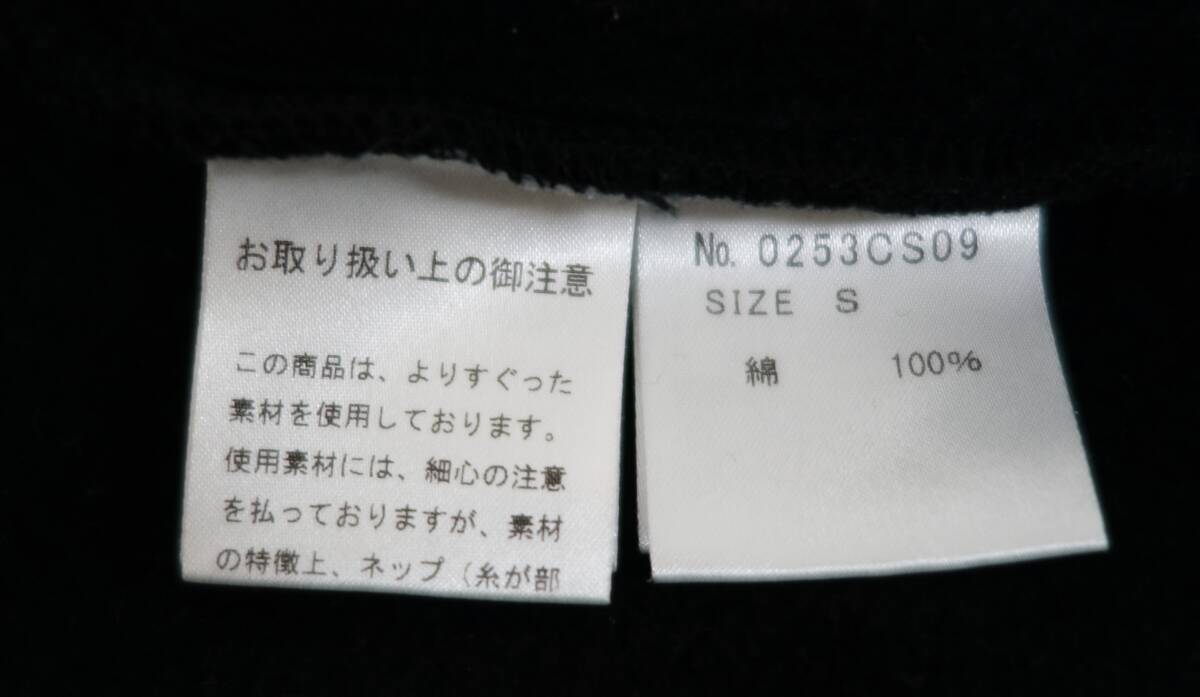 お取り扱い上の御注意
この商品は、よりすぐった
素材を使用しております。
使用素材には、細心の注意
を払っておりますが、素材
の特徴上、ネップ（糸が部
No. 0253CS09
SIZE S
綿 100%